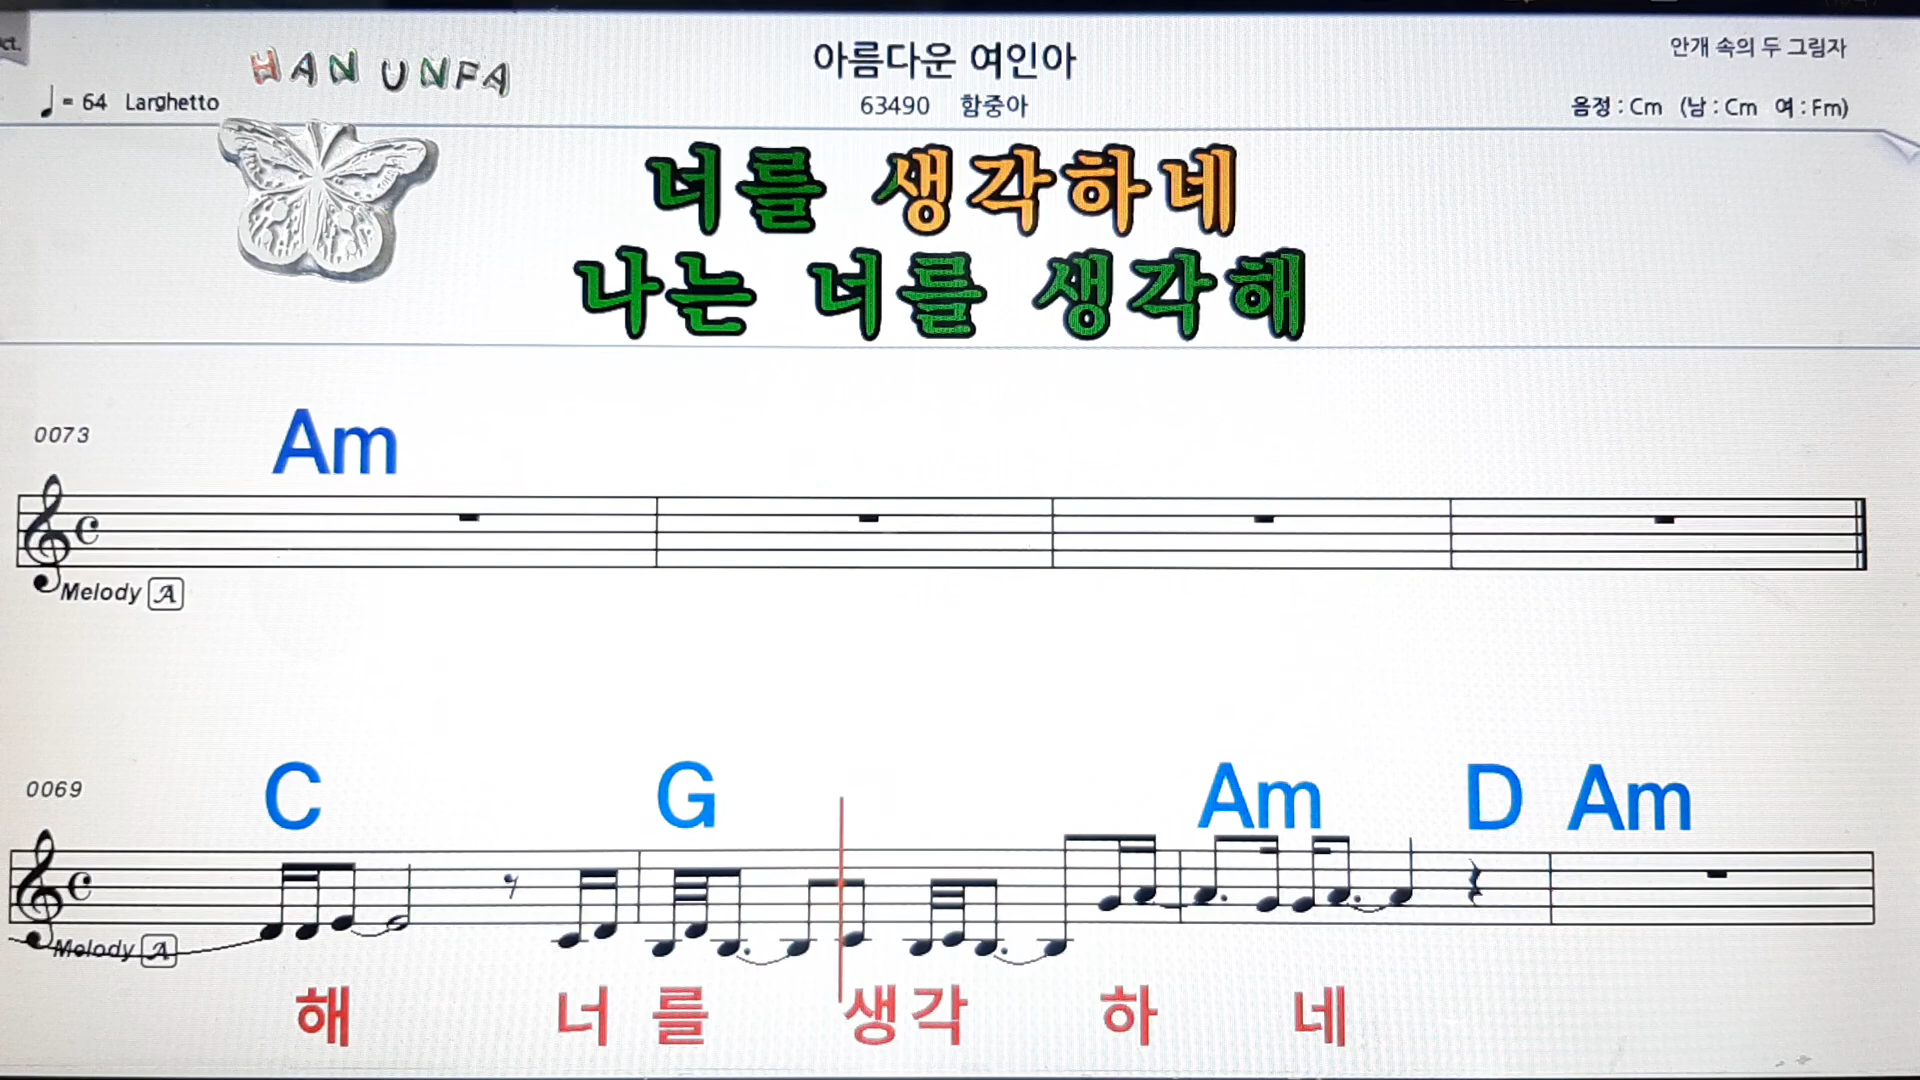 ct.
HAN UNFA
아름다운 여인아
안개 속의 두 그림자
= 64 Larghetto
63490 함중아
음정 : Cm (남 : Cm 여 : Fm)
너를 생각하네
나는 너를 생각해
0073
Am
Melody A
0069
C G Am D Am
Melody A
해 너 를 생각 하 네